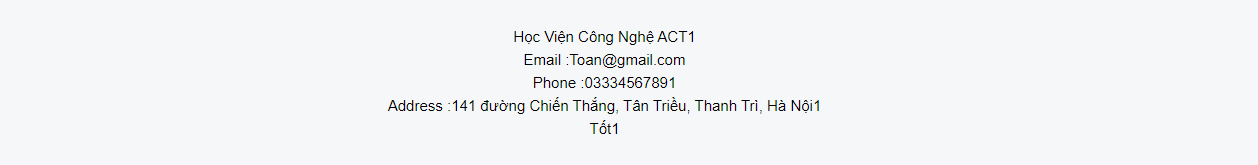 Học Viện Công Nghệ ACT1
Email :Toan@gmail.com
Phone :03334567891
Address :141 đường Chiến Thắng, Tân Triều, Thanh Trì, Hà Nội1
Tốt1